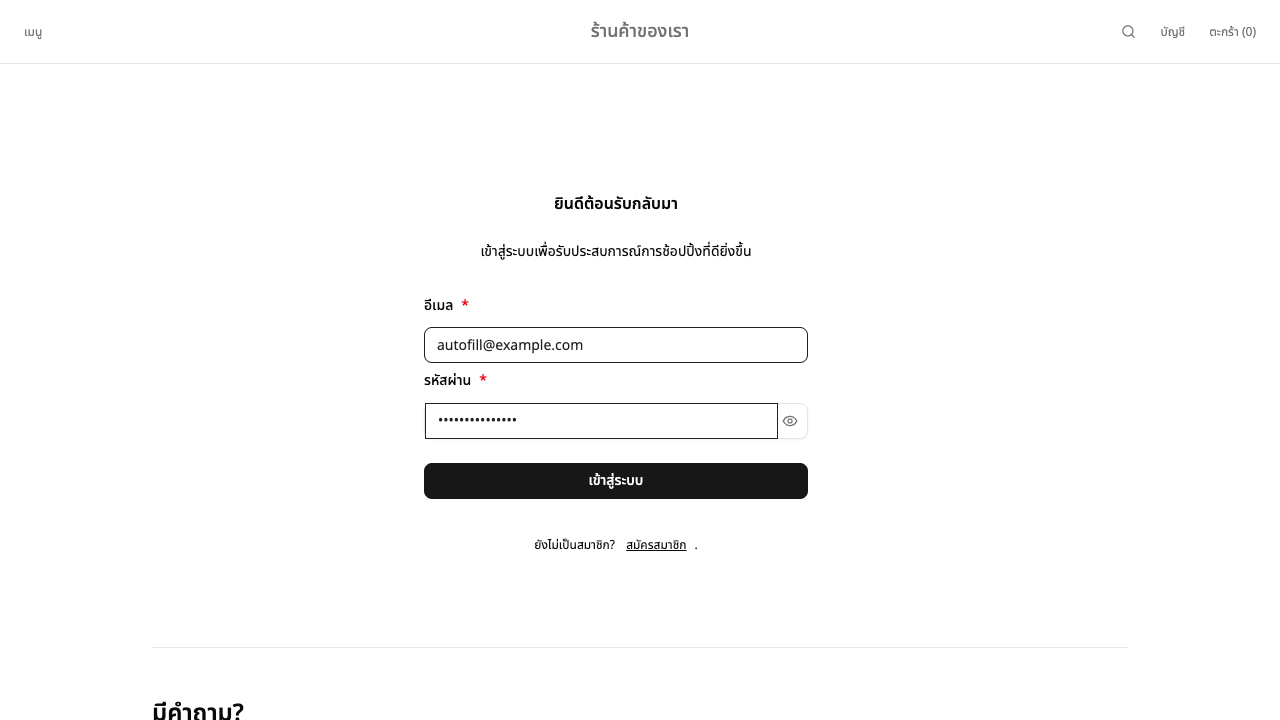 เมนู
ร้านค้าของเรา
บัญชี
ตะกร้า (0)
ยินดีต้อนรับกลับมา
เข้าสู่ระบบเพื่อรับประสบการณ์การช้อปปิ้งที่ดียิ่งขึ้น
อีเมล *
autofill@example.com
รหัสผ่าน *
•••••••••••••••
เข้าสู่ระบบ
ยังไม่เป็นสมาชิก? สมัครสมาชิก .
มีคำถาม?